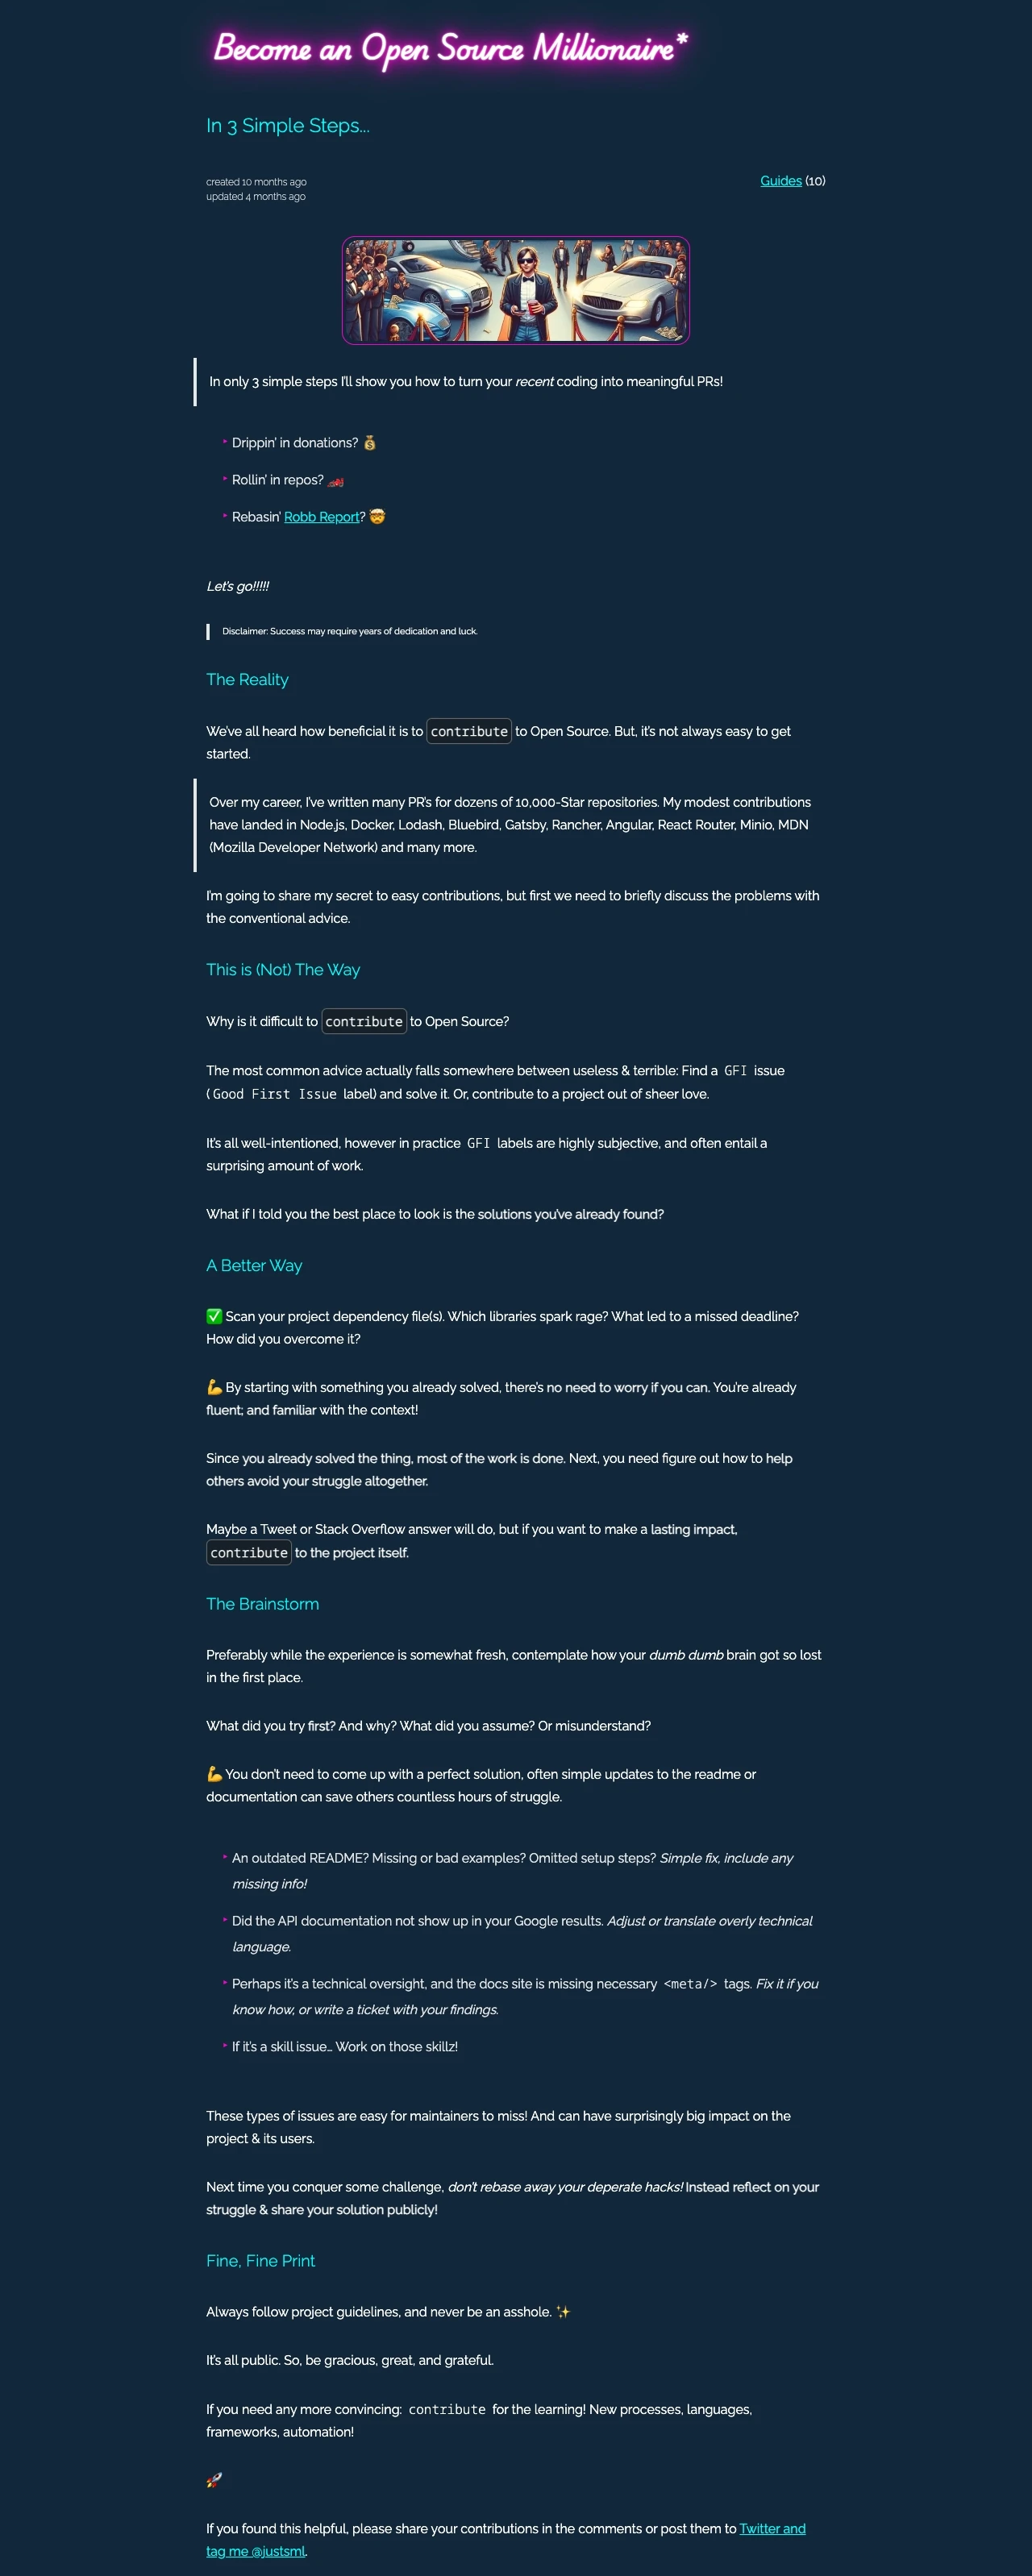 Become an Open Source Millionaire*
In 3 Simple Steps...
created 10 months ago
updated 4 months ago
Guides (10)
In only 3 simple steps I'll show you how to turn your recent coding into meaningful PRs!
‣ Drippin' in donations? 💰
‣ Rollin' in repos? 🏎️
‣ Rebasin' Robb Report? 🤯
Let's go!!!!!
Disclaimer: Success may require years of dedication and luck.
The Reality
We've all heard how beneficial it is to contribute to Open Source. But, it's not always easy to get
started.
Over my career, I've written many PR's for dozens of 10,000-Star repositories. My modest contributions
have landed in Node.js, Docker, Lodash, Bluebird, Gatsby, Rancher, Angular, React Router, Minio, MDN
(Mozilla Developer Network) and many more.
I'm going to share my secret to easy contributions, but first we need to briefly discuss the problems with
the conventional advice.
This is (Not) The Way
Why is it difficult to contribute to Open Source?
The most common advice actually falls somewhere between useless & terrible: Find a GFI issue
(Good First Issue label) and solve it. Or, contribute to a project out of sheer love.
It's all well-intentioned, however in practice GFI labels are highly subjective, and often entail a
surprising amount of work.
What if I told you the best place to look is the solutions you've already found?
A Better Way
✅ Scan your project dependency file(s). Which libraries spark rage? What led to a missed deadline?
How did you overcome it?
💪 By starting with something you already solved, there's no need to worry if you can. You're already
fluent; and familiar with the context!
Since you already solved the thing, most of the work is done. Next, you need figure out how to help
others avoid your struggle altogether.
Maybe a Tweet or Stack Overflow answer will do, but if you want to make a lasting impact,
contribute to the project itself.
The Brainstorm
Preferably while the experience is somewhat fresh, contemplate how your dumb dumb brain got so lost
in the first place.
What did you try first? And why? What did you assume? Or misunderstand?
💪 You don't need to come up with a perfect solution, often simple updates to the readme or
documentation can save others countless hours of struggle.
‣ An outdated README? Missing or bad examples? Omitted setup steps? Simple fix, include any
missing info!
‣ Did the API documentation not show up in your Google results. Adjust or translate overly technical
language.
‣ Perhaps it's a technical oversight, and the docs site is missing necessary <meta/> tags. Fix it if you
know how, or write a ticket with your findings.
‣ If it's a skill issue… Work on those skillz!
These types of issues are easy for maintainers to miss! And can have surprisingly big impact on the
project & its users.
Next time you conquer some challenge, don't rebase away your deperate hacks! Instead reflect on your
struggle & share your solution publicly!
Fine, Fine Print
Always follow project guidelines, and never be an asshole. ✨
It's all public. So, be gracious, great, and grateful.
If you need any more convincing: contribute for the learning! New processes, languages,
frameworks, automation!
🚀
If you found this helpful, please share your contributions in the comments or post them to Twitter and
tag me @justsml.